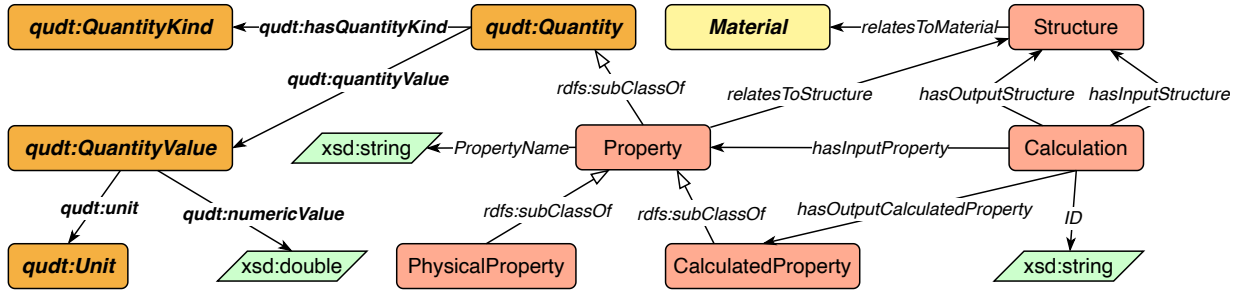 qudt:QuantityKind
qudt:hasQuantityKind
qudt:Quantity
Material
relatesToMaterial
Structure
qudt:quantityValue
rdfs:subClassOf
relatesToStructure
hasOutputStructure
hasInputStructure
qudt:QuantityValue
xsd:string
PropertyName
Property
hasInputProperty
Calculation
qudt:unit
qudt:numericValue
rdfs:subClassOf
rdfs:subClassOf
hasOutputCalculatedProperty
ID
qudt:Unit
xsd:double
PhysicalProperty
CalculatedProperty
xsd:string